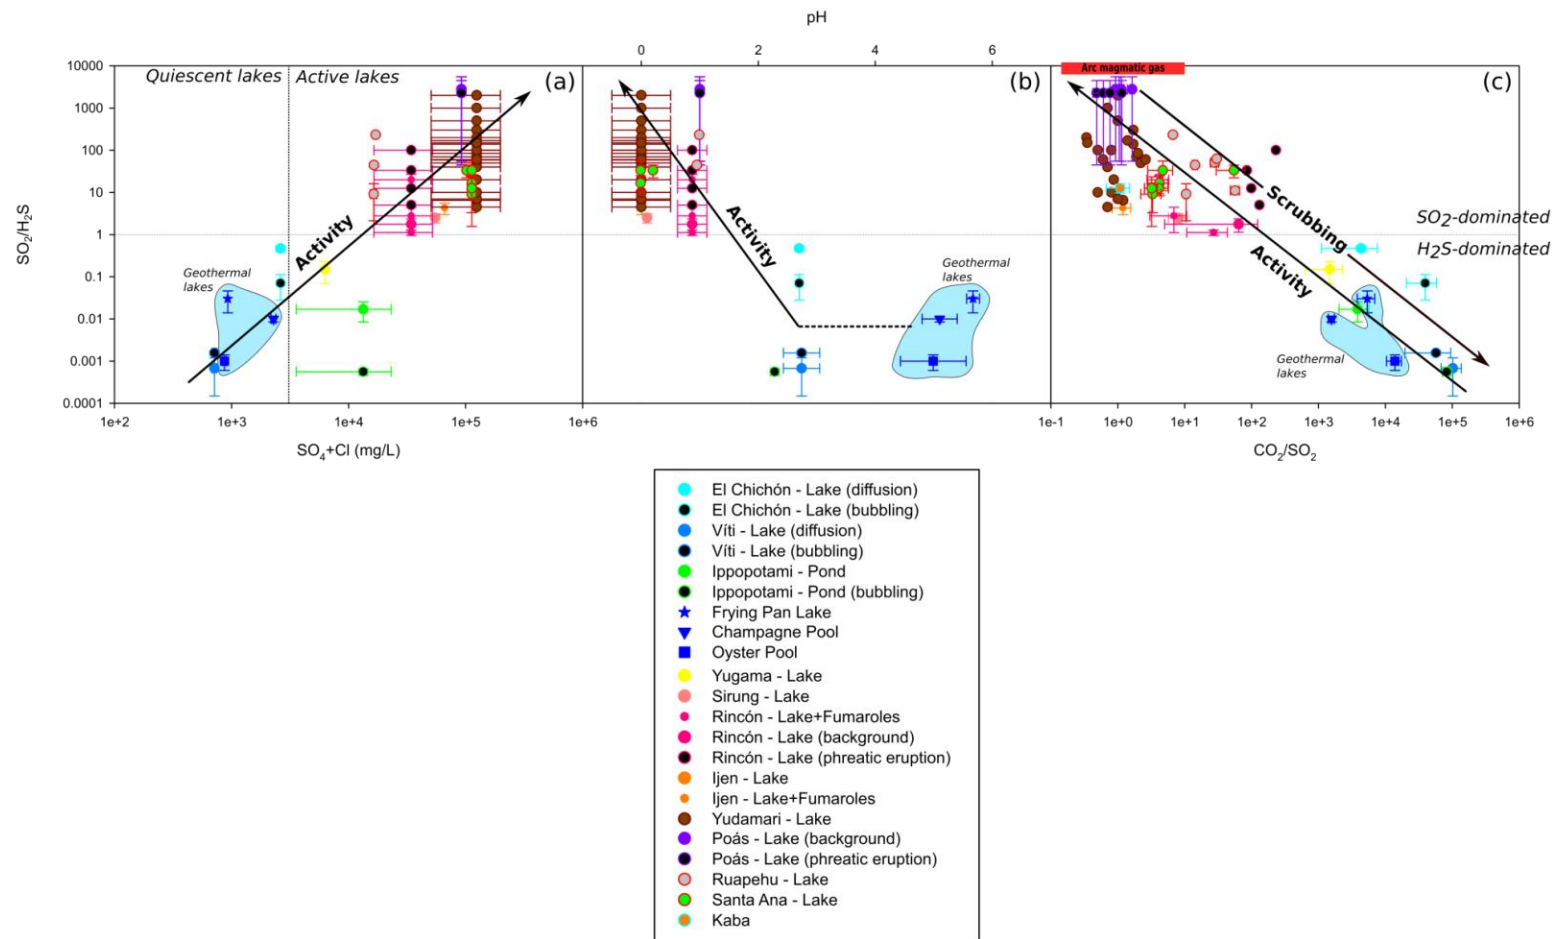 pH
0
2
4
6
Quiescent lakes
Active lakes
(a)
(b)
Arc magmatic gas
(c)
10000
1000
100
10
1
0.1
0.01
0.001
0.0001
SO2/H2S
Activity
Geothermal
lakes
Activity
Geothermal
lakes
Scrubbing
Activity
SO2-dominated
H2S-dominated
Geothermal
lakes
1e+2
1e+3
1e+4
1e+5
1e+6
1e-1
1e+0
1e+1
1e+2
1e+3
1e+4
1e+5
1e+6
SO4+Cl (mg/L)
CO2/SO2
El Chichón - Lake (diffusion)
El Chichón - Lake (bubbling)
Víti - Lake (diffusion)
Víti - Lake (bubbling)
Ippopotami - Pond
Ippopotami - Pond (bubbling)
Frying Pan Lake
Champagne Pool
Oyster Pool
Yugama - Lake
Sirung - Lake
Rincón - Lake+Fumaroles
Rincón - Lake (background)
Rincón - Lake (phreatic eruption)
Ijen - Lake
Ijen - Lake+Fumaroles
Yudamari - Lake
Poás - Lake (background)
Poás - Lake (phreatic eruption)
Ruapehu - Lake
Santa Ana - Lake
Kaba